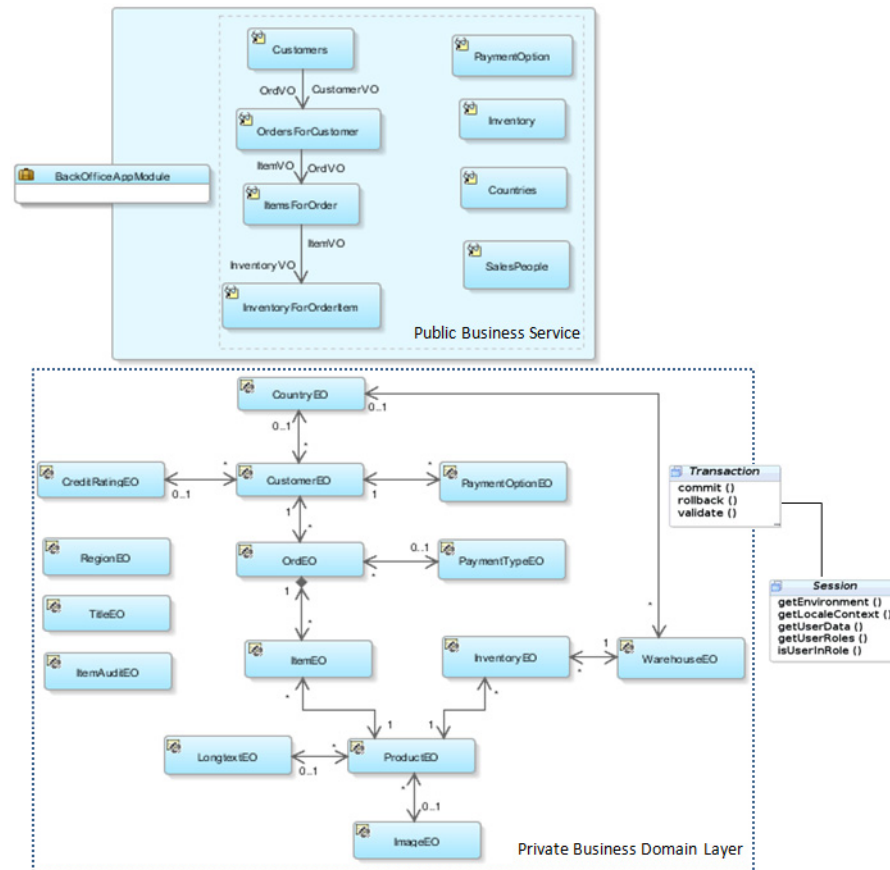 Customers
PaymentOption
OrdVO
CustomerVO
OrdersForCustomer
Inventory
ItemVO
OrdVO
BackOfficeAppModule
ItemsForOrder
Countries
ItemVO
InventoryVO
SalesPeople
InventoryForOrderItem
Public Business Service
CountryEO
0..1
0..1
*
CreditRatingEO
*
0..1
CustomerEO
1
*
PaymentOptionEO
1
*
RegionEO
OrdEO
0..1
*
PaymentTypeEO
1
*
TitleEO
ItemAuditEO
ItemEO
*
InventoryEO
*
1
*
WarehouseEO
*
1
1
LongtextEO
*
0..1
ProductEO
*
0..1
ImageEO
Private Business Domain Layer
Transaction
commit ()
rollback ()
validate ()
Session
getEnvironment ()
getLocaleContext ()
getUserData ()
getUserRoles ()
isUserInRole ()